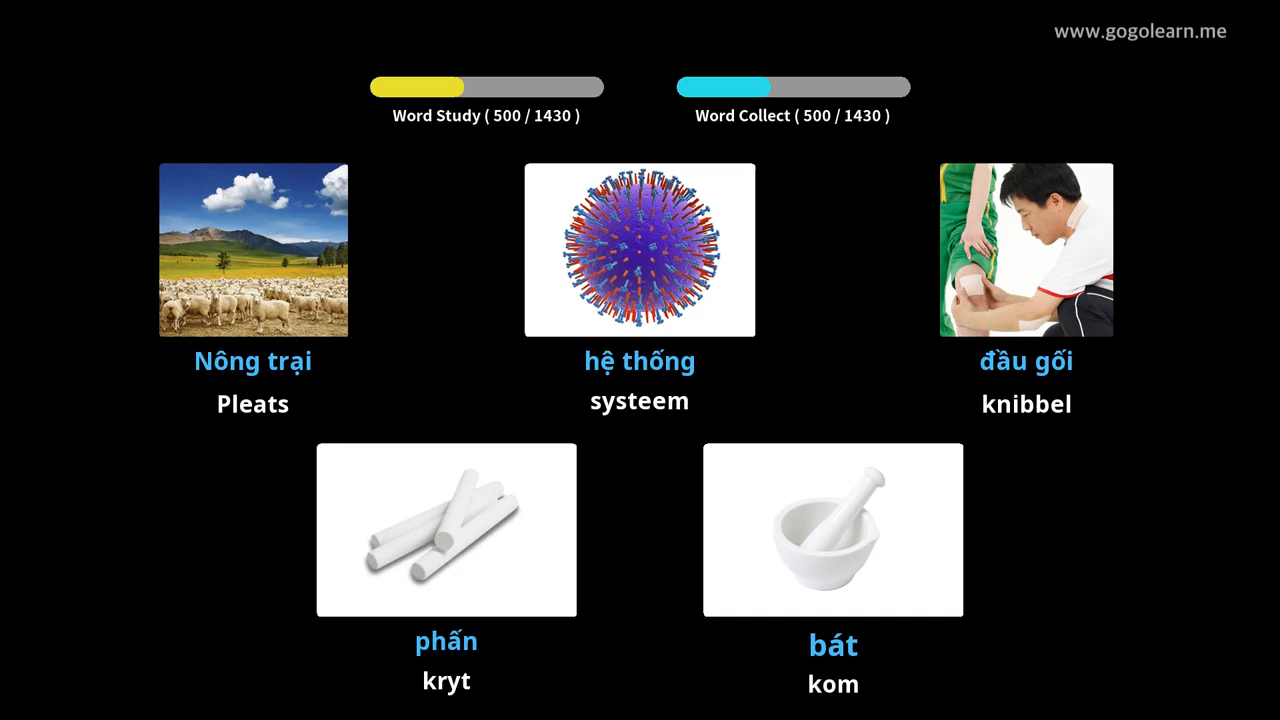 www.gogolearn.me
Word Study ( 500 / 1430 )
Word Collect ( 500 / 1430 )
Nông trại
Pleats
hệ thống
systeem
đầu gối
knibbel
phấn
kryt
bát
kom